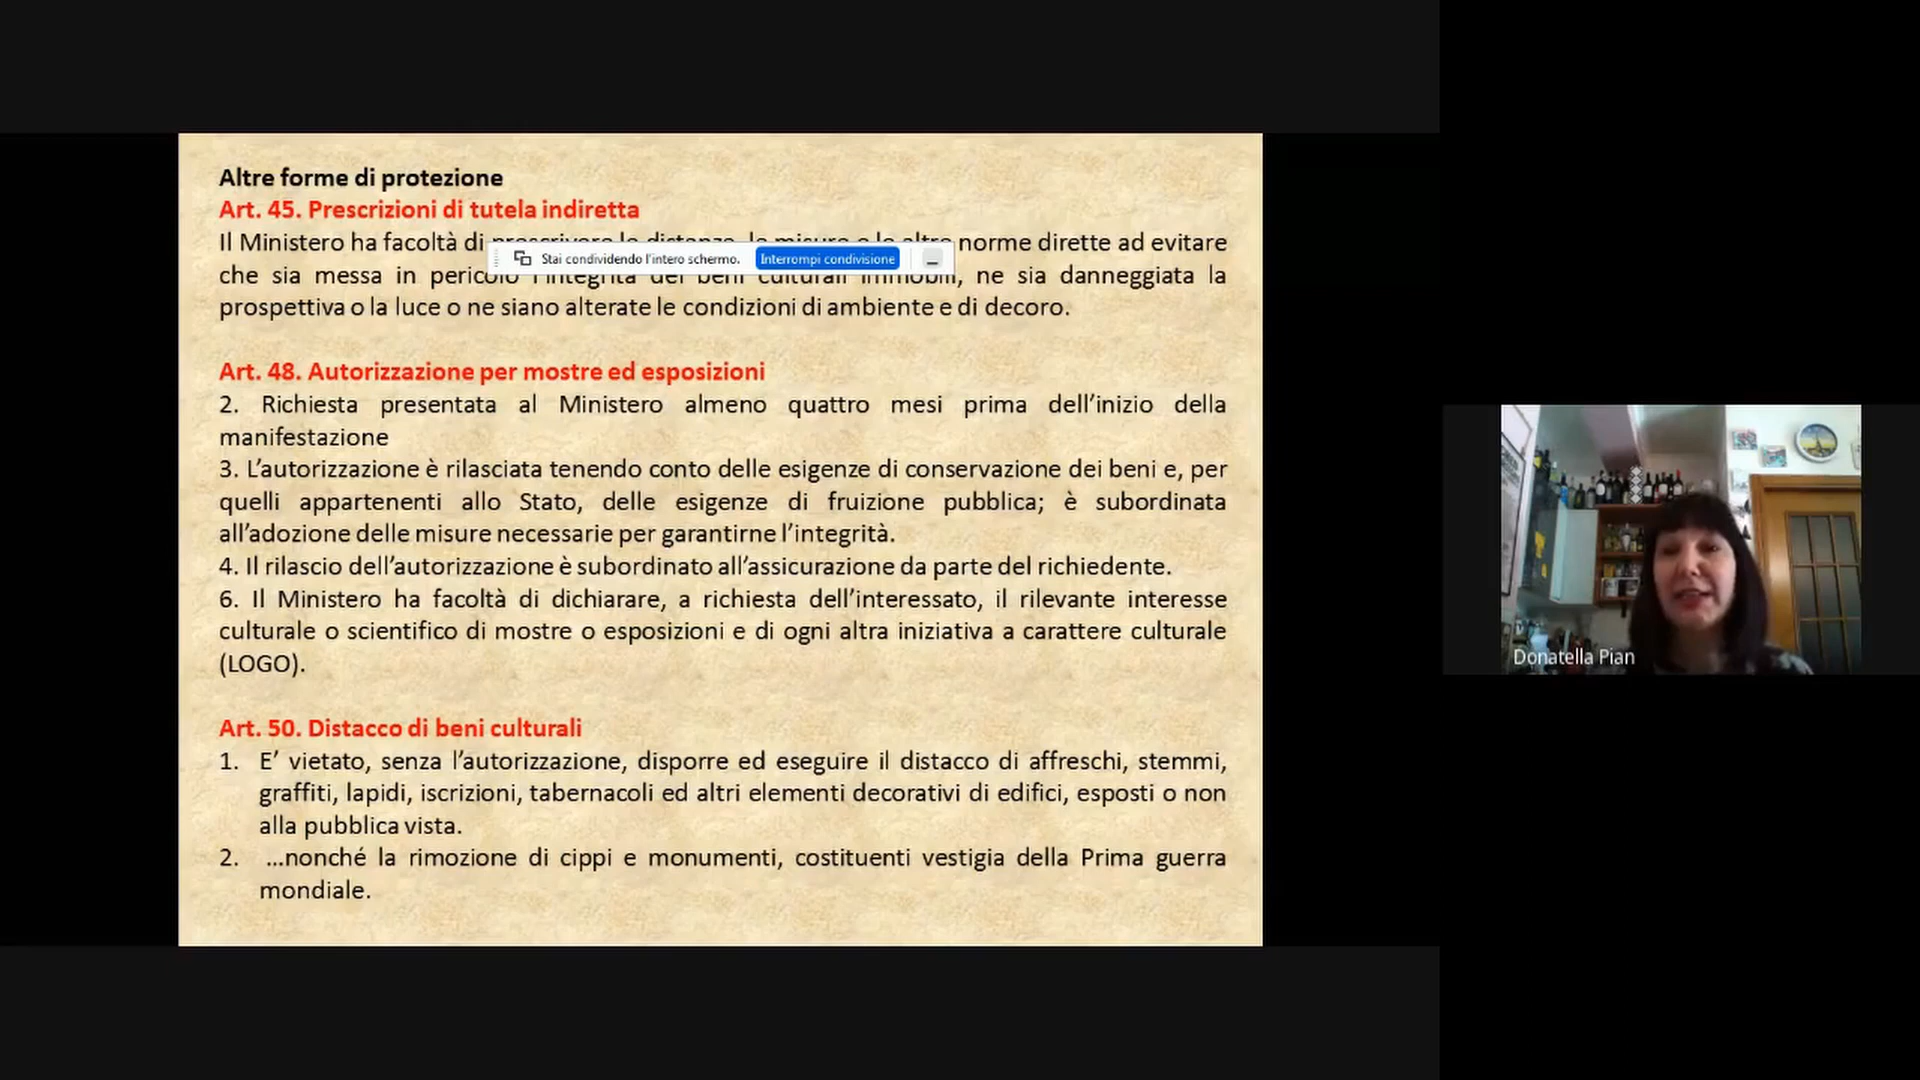 Altre forme di protezione
Art. 45. Prescrizioni di tutela indiretta
Il Ministero ha facoltà di prescrivere le distanze, le misure e le altre norme dirette ad evitare
Stai condividendo l'intero schermo. Interrompi condivisione
che sia messa in pericolo l'integrità dei beni culturali immobili, ne sia danneggiata la
prospettiva o la luce o ne siano alterate le condizioni di ambiente e di decoro.
Art. 48. Autorizzazione per mostre ed esposizioni
2. Richiesta presentata al Ministero almeno quattro mesi prima dell'inizio della
manifestazione
3. L'autorizzazione è rilasciata tenendo conto delle esigenze di conservazione dei beni e, per
quelli appartenenti allo Stato, delle esigenze di fruizione pubblica; è subordinata
all'adozione delle misure necessarie per garantirne l'integrità.
4. Il rilascio dell'autorizzazione è subordinato all'assicurazione da parte del richiedente.
6. Il Ministero ha facoltà di dichiarare, a richiesta dell'interessato, il rilevante interesse
culturale o scientifico di mostre o esposizioni e di ogni altra iniziativa a carattere culturale
(LOGO).
Art. 50. Distacco di beni culturali
1. E' vietato, senza l'autorizzazione, disporre ed eseguire il distacco di affreschi, stemmi,
graffiti, lapidi, iscrizioni, tabernacoli ed altri elementi decorativi di edifici, esposti o non
alla pubblica vista.
2. ...nonché la rimozione di cippi e monumenti, costituenti vestigia della Prima guerra
mondiale.
Donatella Pian